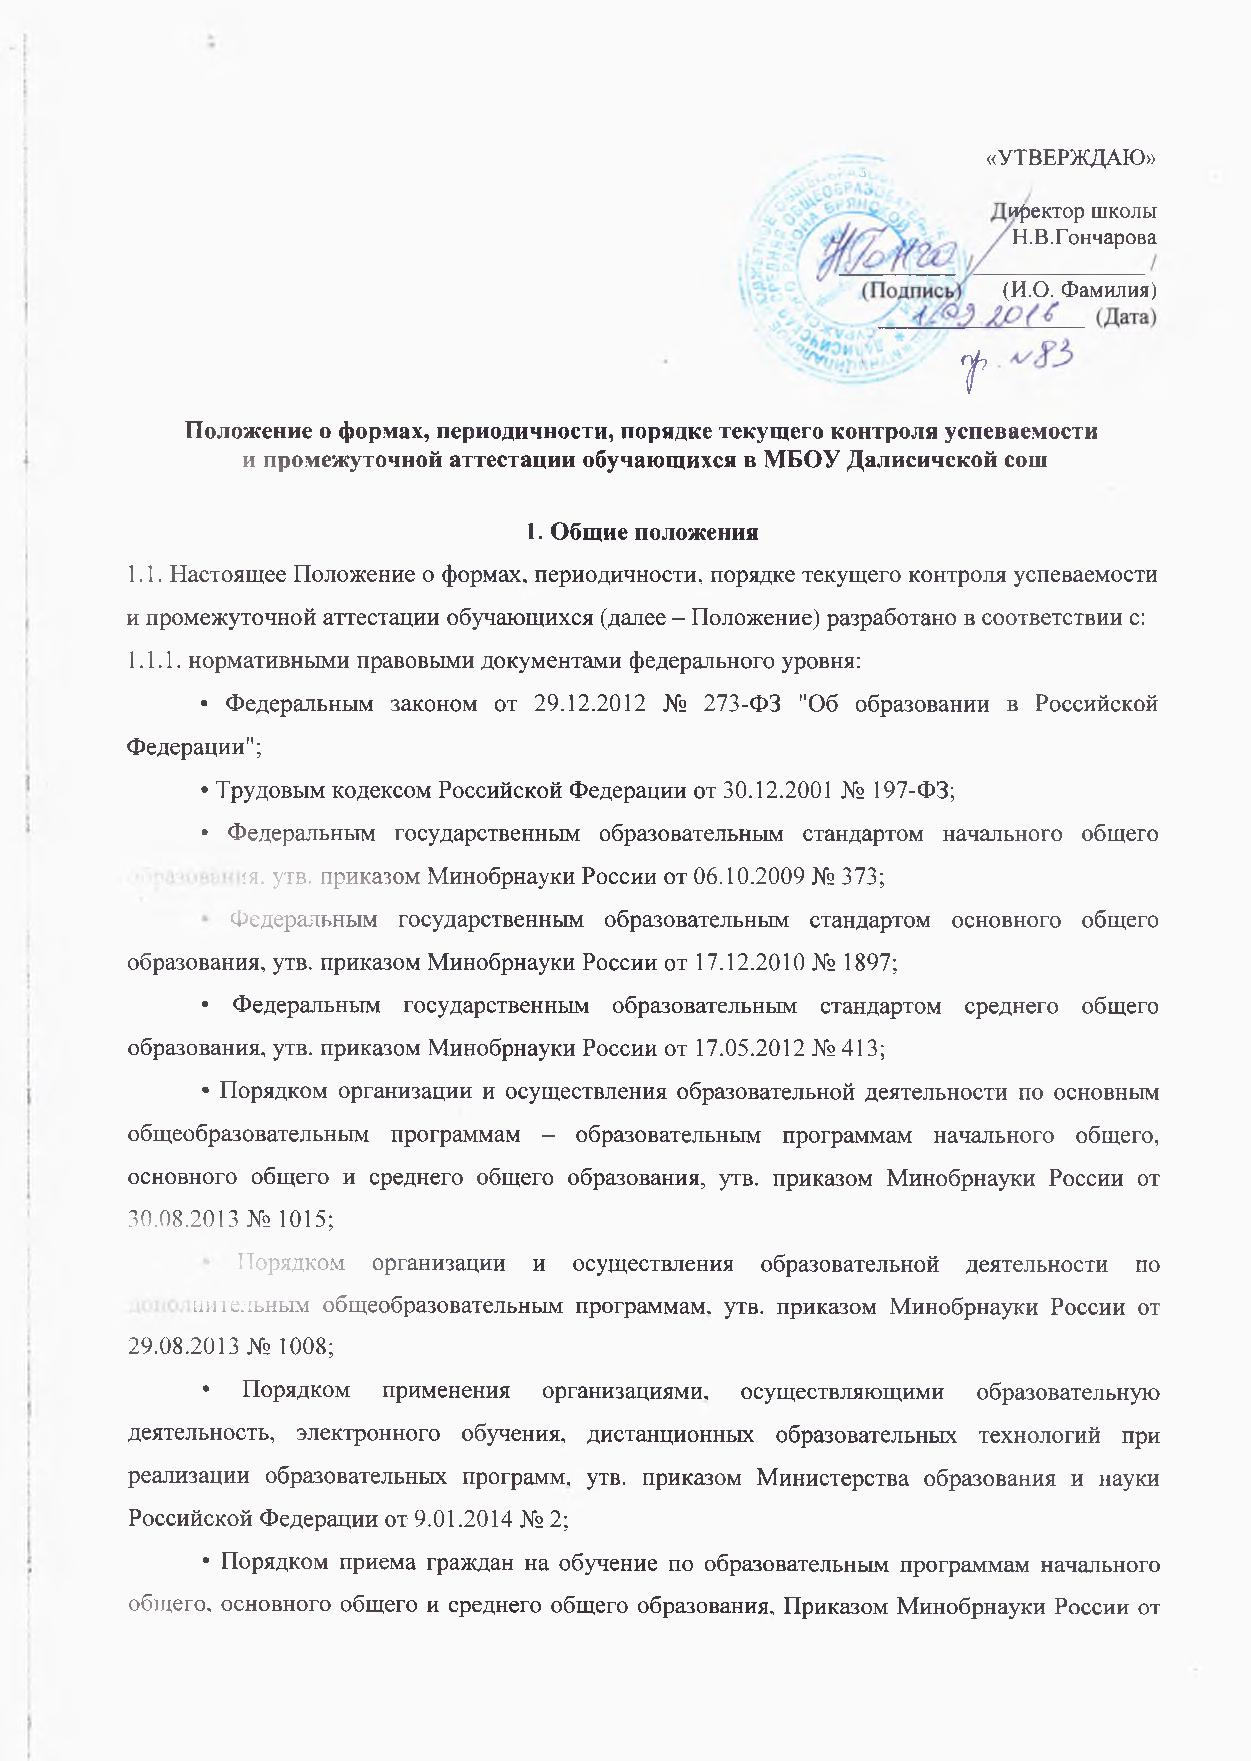 «УТВЕРЖДАЮ»
Директор школы
Н.В.Гончарова
/ /
(Подпись) (И.О. Фамилия)
1.09.2016 (Дата)
пр. №83
Положение о формах, периодичности, порядке текущего контроля успеваемости
и промежуточной аттестации обучающихся в МБОУ Далисичской сош
1. Общие положения
1.1. Настоящее Положение о формах, периодичности, порядке текущего контроля успеваемости
и промежуточной аттестации обучающихся (далее – Положение) разработано в соответствии с:
1.1.1. нормативными правовыми документами федерального уровня:
• Федеральным законом от 29.12.2012 № 273-ФЗ "Об образовании в Российской
Федерации";
• Трудовым кодексом Российской Федерации от 30.12.2001 № 197-ФЗ;
• Федеральным государственным образовательным стандартом начального общего
образования, утв. приказом Минобрнауки России от 06.10.2009 № 373;
• Федеральным государственным образовательным стандартом основного общего
образования, утв. приказом Минобрнауки России от 17.12.2010 № 1897;
• Федеральным государственным образовательным стандартом среднего общего
образования, утв. приказом Минобрнауки России от 17.05.2012 № 413;
• Порядком организации и осуществления образовательной деятельности по основным
общеобразовательным программам – образовательным программам начального общего,
основного общего и среднего общего образования, утв. приказом Минобрнауки России от
30.08.2013 № 1015;
• Порядком организации и осуществления образовательной деятельности по
дополнительным общеобразовательным программам, утв. приказом Минобрнауки России от
29.08.2013 № 1008;
• Порядком применения организациями, осуществляющими образовательную
деятельность, электронного обучения, дистанционных образовательных технологий при
реализации образовательных программ, утв. приказом Министерства образования и науки
Российской Федерации от 9.01.2014 № 2;
• Порядком приема граждан на обучение по образовательным программам начального
общего, основного общего и среднего общего образования, Приказом Минобрнауки России от